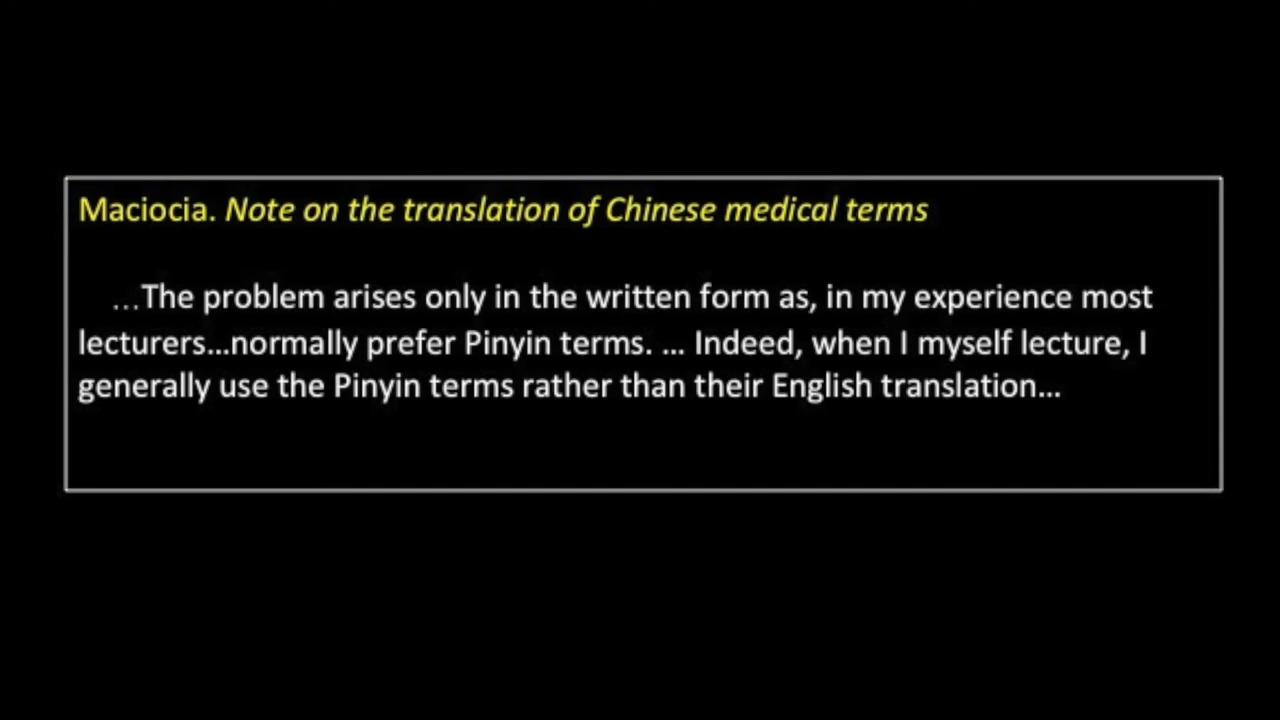 Maciocia. Note on the translation of Chinese medical terms
…The problem arises only in the written form as, in my experience most
lecturers…normally prefer Pinyin terms. … Indeed, when I myself lecture, I
generally use the Pinyin terms rather than their English translation…